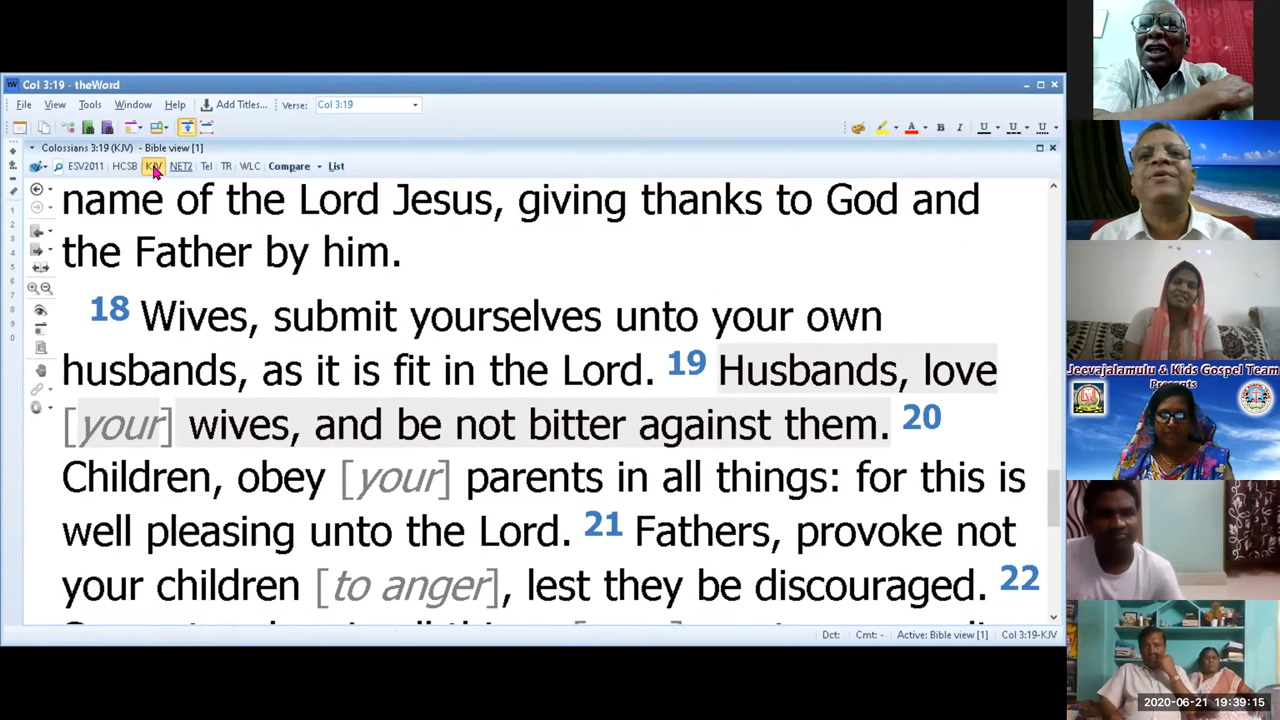 Col 3:19 - theWord
File View Tools Window Help Add Titles... Verse: Col 3:19
Colossians 3:19 (KJV) - Bible view [1]
ESV2011 HCSB KJV NET2 Tel TR WLC Compare List
name of the Lord Jesus, giving thanks to God and
the Father by him.
18 Wives, submit yourselves unto your own
husbands, as it is fit in the Lord. 19 Husbands, love
[your] wives, and be not bitter against them. 20
Children, obey [your] parents in all things: for this is
well pleasing unto the Lord. 21 Fathers, provoke not
your children [to anger], lest they be discouraged. 22
Dct: Cmt: - Active: Bible view [1] Col 3:19-KJV
Jeevajalamulu & Kids Gospel Team
Presents
2020-06-21 19:39:15